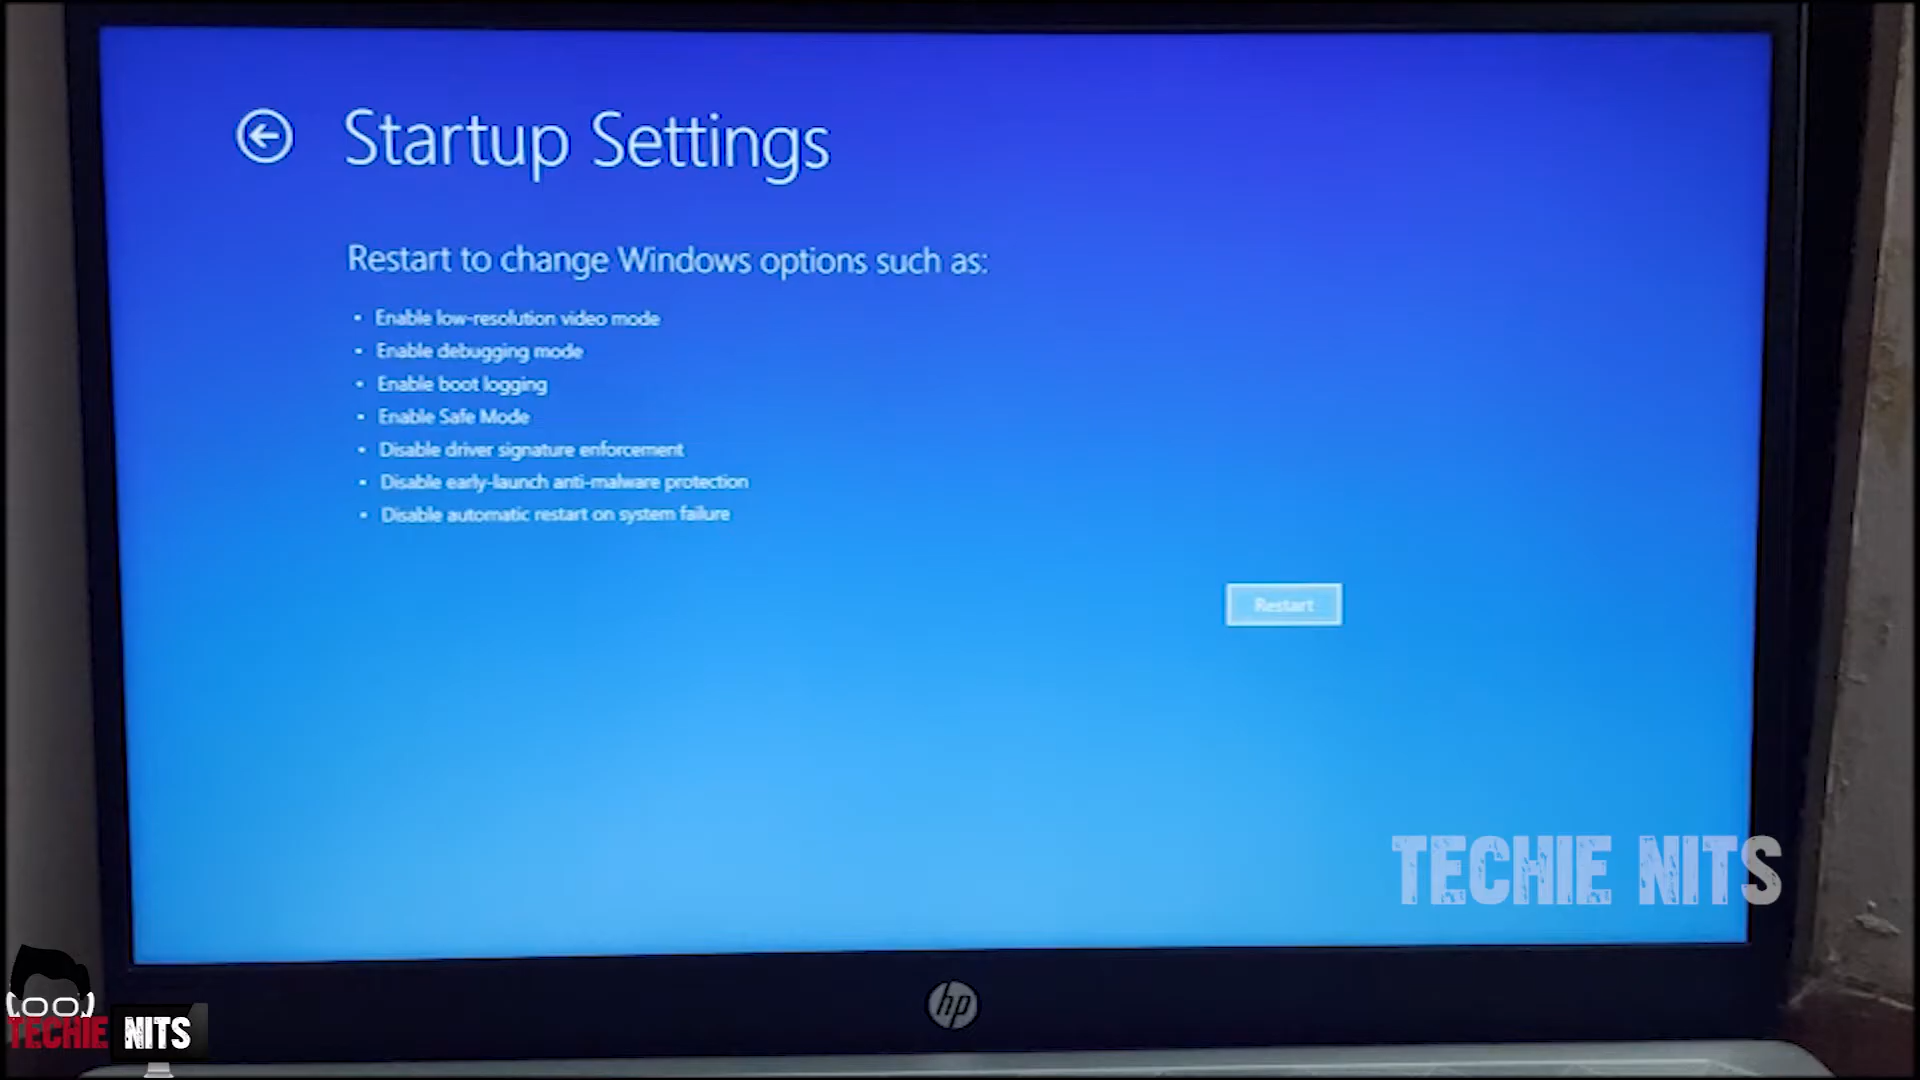 Startup Settings
Restart to change Windows options such as:
• Enable low-resolution video mode
• Enable debugging mode
• Enable boot logging
• Enable Safe Mode
• Disable driver signature enforcement
• Disable early-launch anti-malware protection
• Disable automatic restart on system failure
Restart
TECHIE NITS
hp
TECHIE NITS